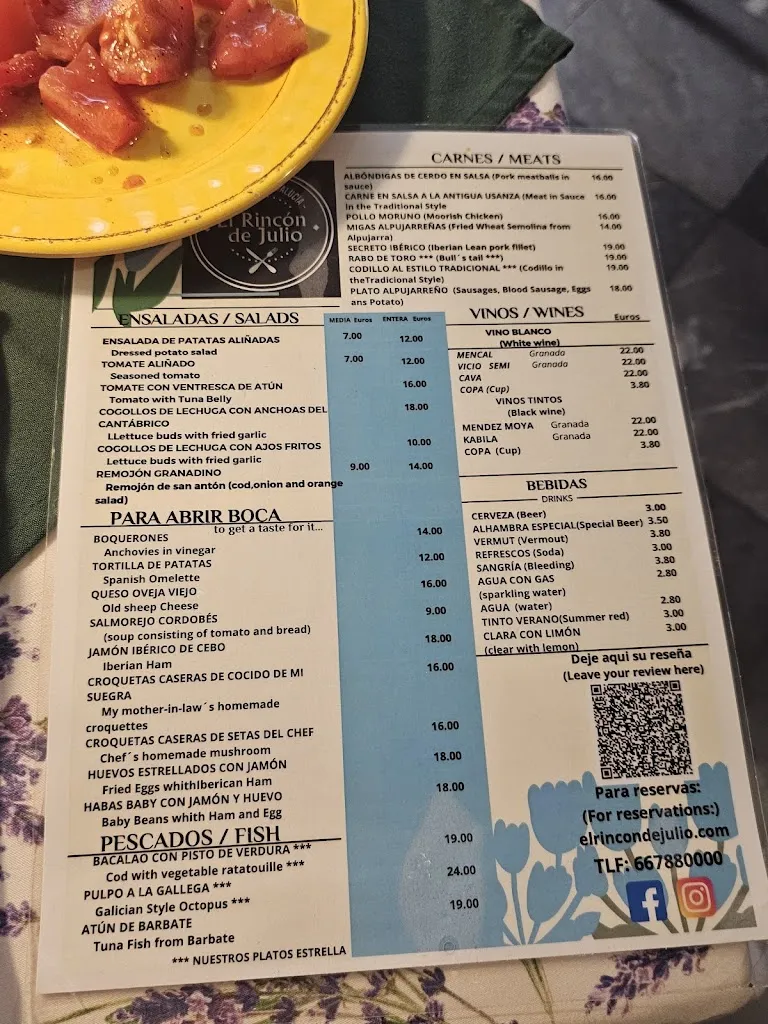 El Rincón
de Julio
CARNES / MEATS
ALBÓNDIGAS DE CERDO EN SALSA (Pork meatballs in 16.00
sauce)
CARNE EN SALSA A LA ANTIGUA USANZA (Meat in Sauce 16.00
in the Traditional Style
POLLO MORUNO (Moorish Chicken) 16.00
MIGAS ALPUJARREÑAS (Fried Wheat Semolina from 14.00
Alpujarra)
SECRETO IBÉRICO (Iberian Lean pork fillet) 19.00
RABO DE TORO *** (Bull´s tail ***) 19.00
CODILLO AL ESTILO TRADICIONAL *** (Codillo in 19.00
theTradicional Style)
PLATO ALPUJARREÑO (Sausages, Blood Sausage, Eggs 18.00
ans Potato)
ENSALADAS / SALADS MEDIA Euros ENTERA Euros
ENSALADA DE PATATAS ALIÑADAS 7.00 12.00
Dressed potato salad
TOMATE ALIÑADO 7.00 12.00
Seasoned tomato
TOMATE CON VENTRESCA DE ATÚN 16.00
Tomato with Tuna Belly
COGOLLOS DE LECHUGA CON ANCHOAS DEL 18.00
CANTÁBRICO
LLettuce buds with fried garlic
COGOLLOS DE LECHUGA CON AJOS FRITOS 10.00
Lettuce buds with fried garlic
REMOJÓN GRANADINO 9.00 14.00
Remojón de san antón (cod,onion and orange
salad)
PARA ABRIR BOCA
to get a taste for it...
BOQUERONES 14.00
Anchovies in vinegar
TORTILLA DE PATATAS 12.00
Spanish Omelette
QUESO OVEJA VIEJO 16.00
Old sheep Cheese
SALMOREJO CORDOBÉS 9.00
(soup consisting of tomato and bread)
JAMÓN IBÉRICO DE CEBO 18.00
Iberian Ham
CROQUETAS CASERAS DE COCIDO DE MI 16.00
SUEGRA
My mother-in-law´s homemade
croquettes
CROQUETAS CASERAS DE SETAS DEL CHEF 16.00
Chef´s homemade mushroom
HUEVOS ESTRELLADOS CON JAMÓN 18.00
Fried Eggs whithIberican Ham
HABAS BABY CON JAMÓN Y HUEVO 18.00
Baby Beans whith Ham and Egg
PESCADOS / FISH
BACALAO CON PISTO DE VERDURA *** 19.00
Cod with vegetable ratatouille ***
PULPO A LA GALLEGA *** 24.00
Galician Style Octopus ***
ATÚN DE BARBATE 19.00
Tuna Fish from Barbate
*** NUESTROS PLATOS ESTRELLA
VINOS / WINES Euros
VINO BLANCO
(White wine)
MENCAL Granada 22.00
VICIO SEMI Granada 22.00
CAVA 22.00
COPA (Cup) 3.80
VINOS TINTOS
(Black wine)
MENDEZ MOYA Granada 22.00
KABILA Granada 22.00
COPA (Cup) 3.80
BEBIDAS
DRINKS
CERVEZA (Beer) 3.00
ALHAMBRA ESPECIAL(Special Beer) 3.50
VERMUT (Vermout) 3.80
REFRESCOS (Soda) 3.00
SANGRÍA (Bleeding) 3.80
AGUA CON GAS 2.80
(sparkling water)
AGUA (water) 2.80
TINTO VERANO(Summer red) 3.00
CLARA CON LIMÓN 3.00
(clear with lemon)
Deje aqui su reseña
(Leave your review here)
Para reservas:
(For reservations:)
elrincondejulio.com
TLF: 667880000